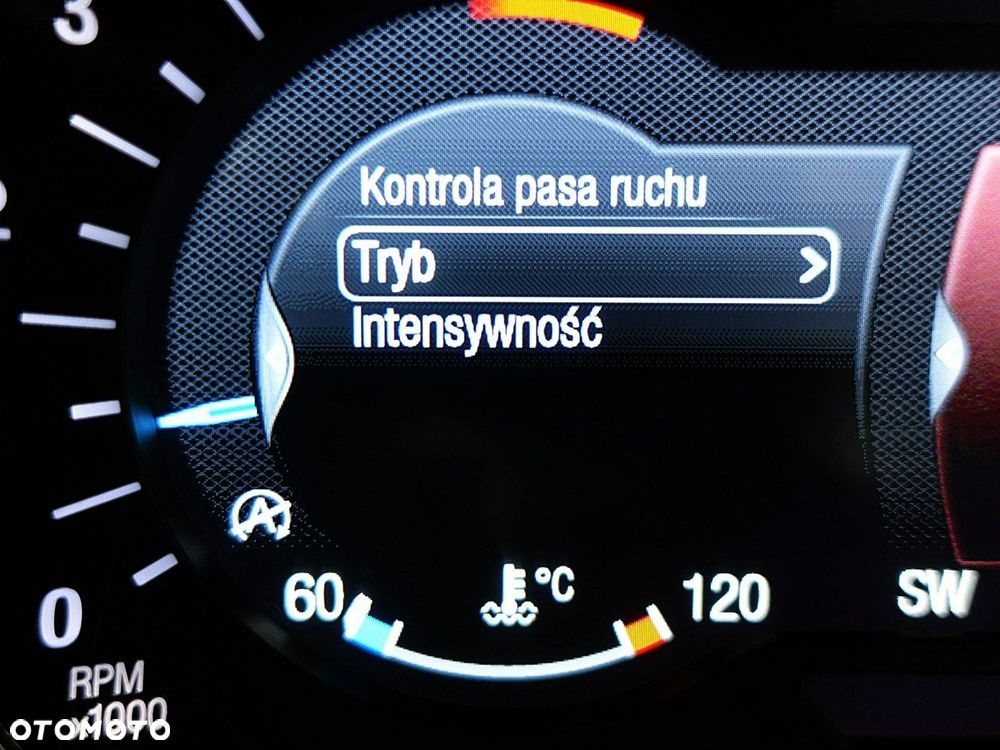 3
Kontrola pasa ruchu
Tryb
Intensywność
A
60
°C
120
SW
0
RPM
x1000
OTOMOTO